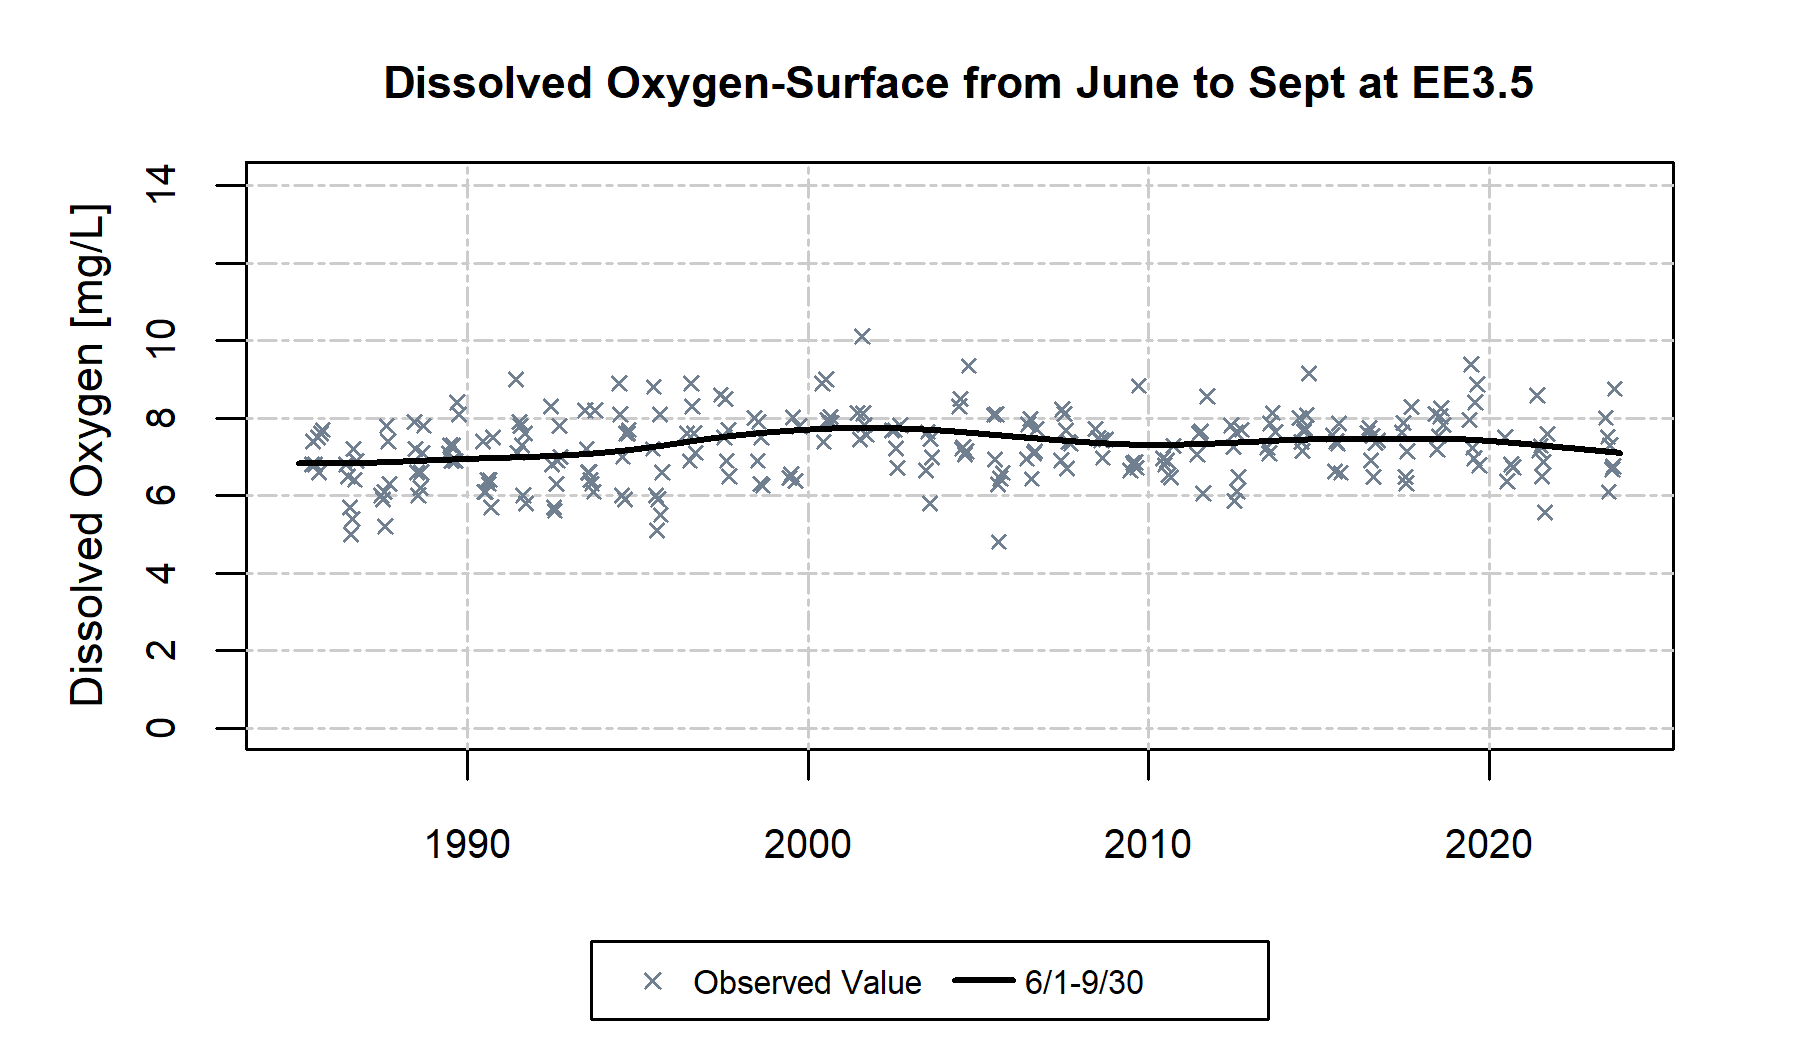 Dissolved Oxygen-Surface from June to Sept at EE3.5
Dissolved Oxygen [mg/L]
14
10
8
6
4
2
0
1990 2000 2010 2020
Observed Value 6/1-9/30